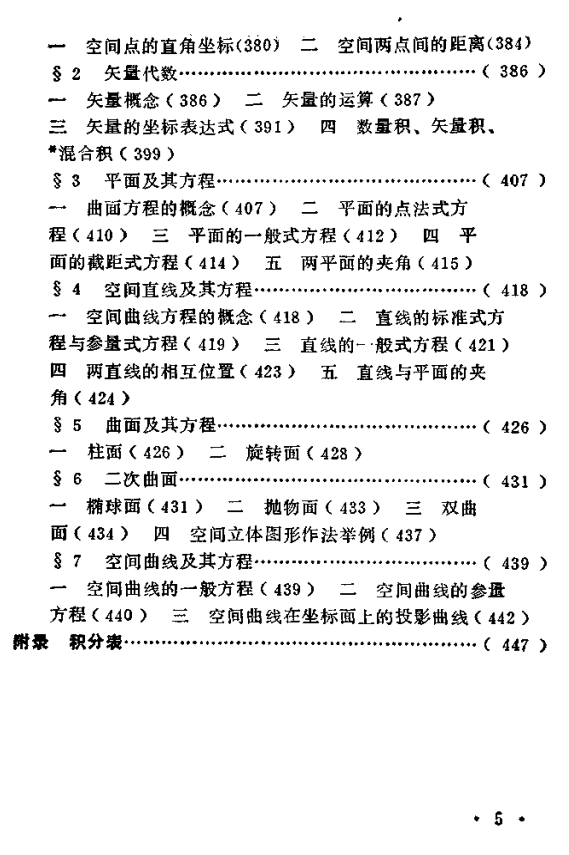 一 空间点的直角坐标(380) 二 空间两点间的距离(384)
§ 2 矢量代数…………………………………………( 386 )
一 矢量概念(386) 二 矢量的运算(387)
三 矢量的坐标表达式(391) 四 数量积、矢量积、
*混合积(399)
§ 3 平面及其方程……………………………………( 407 )
一 曲面方程的概念(407) 二 平面的点法式方
程(410) 三 平面的一般式方程(412) 四 平
面的截距式方程(414) 五 两平面的夹角(415)
§ 4 空间直线及其方程………………………………( 418 )
一 空间曲线方程的概念(418) 二 直线的标准式方
程与参量式方程(419) 三 直线的一般式方程(421)
四 两直线的相互位置(423) 五 直线与平面的夹
角(424)
§ 5 曲面及其方程……………………………………( 426 )
一 柱面(426) 二 旋转面(428)
§ 6 二次曲面…………………………………………( 431 )
一 椭球面(431) 二 抛物面(433) 三 双曲
面(434) 四 空间立体图形作法举例(437)
§ 7 空间曲线及其方程………………………………( 439 )
一 空间曲线的一般方程(439) 二 空间曲线的参量
方程(440) 三 空间曲线在坐标面上的投影曲线(442)
附录 积分表…………………………………………………( 447 )
• 5 •